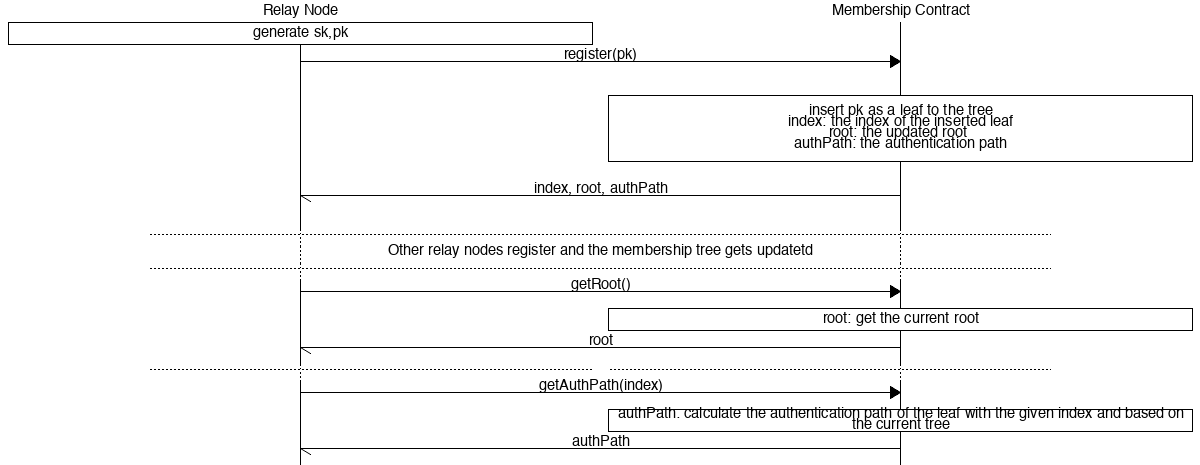 Relay Node
Membership Contract
generate sk,pk
register(pk)
insert pk as a leaf to the tree
index: the index of the inserted leaf
root: the updated root
authPath: the authentication path
index, root, authPath
Other relay nodes register and the membership tree gets updatetd
getRoot()
root: get the current root
root
getAuthPath(index)
authPath: calculate the authentication path of the leaf with the given index and based on
the current tree
authPath